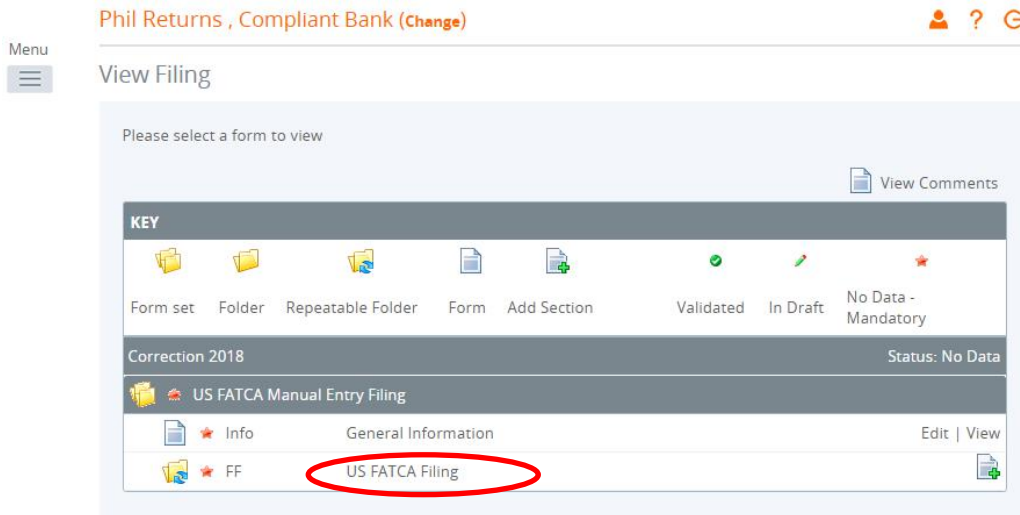 Phil Returns , Compliant Bank (Change)
?
Menu
View Filing
Please select a form to view
View Comments
KEY
Form set Folder Repeatable Folder Form Add Section Validated In Draft No Data - Mandatory
Correction 2018 Status: No Data
US FATCA Manual Entry Filing
Info General Information Edit | View
FF US FATCA Filing